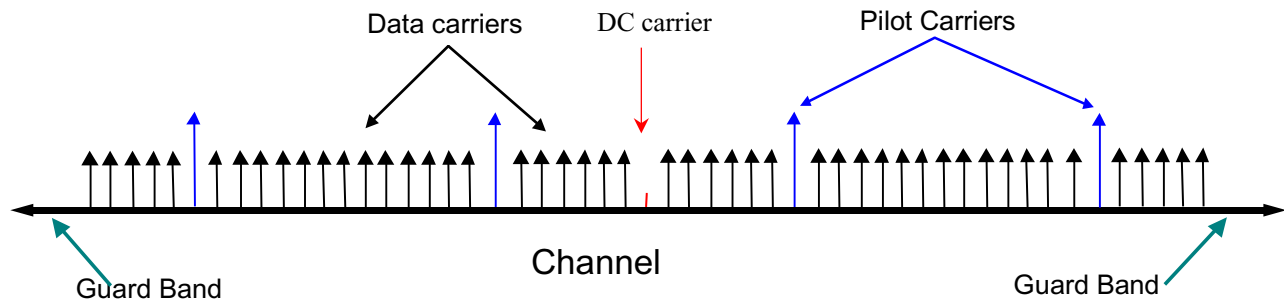 Data carriers
DC carrier
Pilot Carriers
Channel
Guard Band
Guard Band